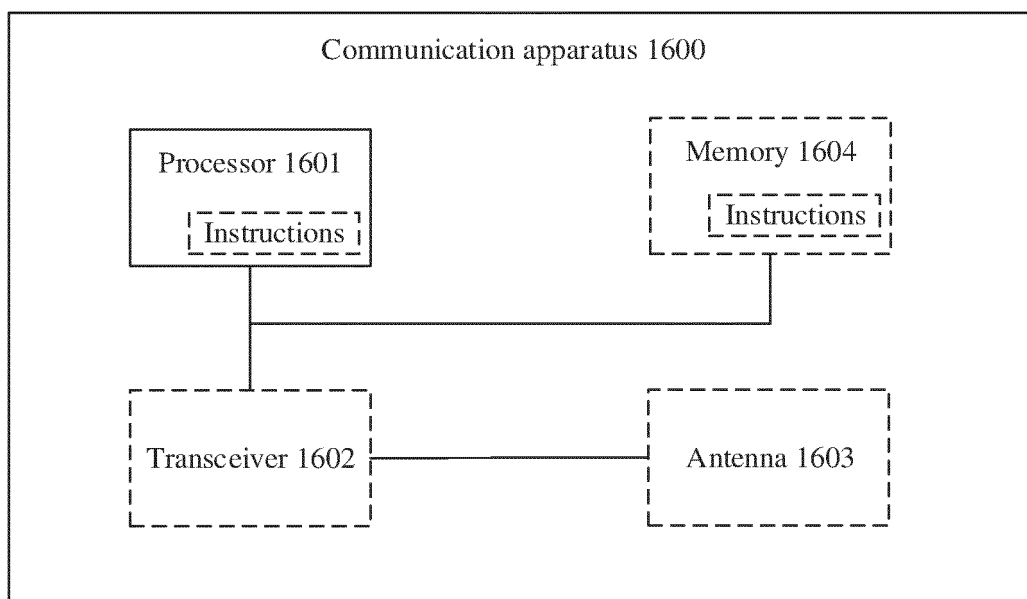 Communication apparatus 1600
Processor 1601
Instructions
Memory 1604
Instructions
Transceiver 1602
Antenna 1603